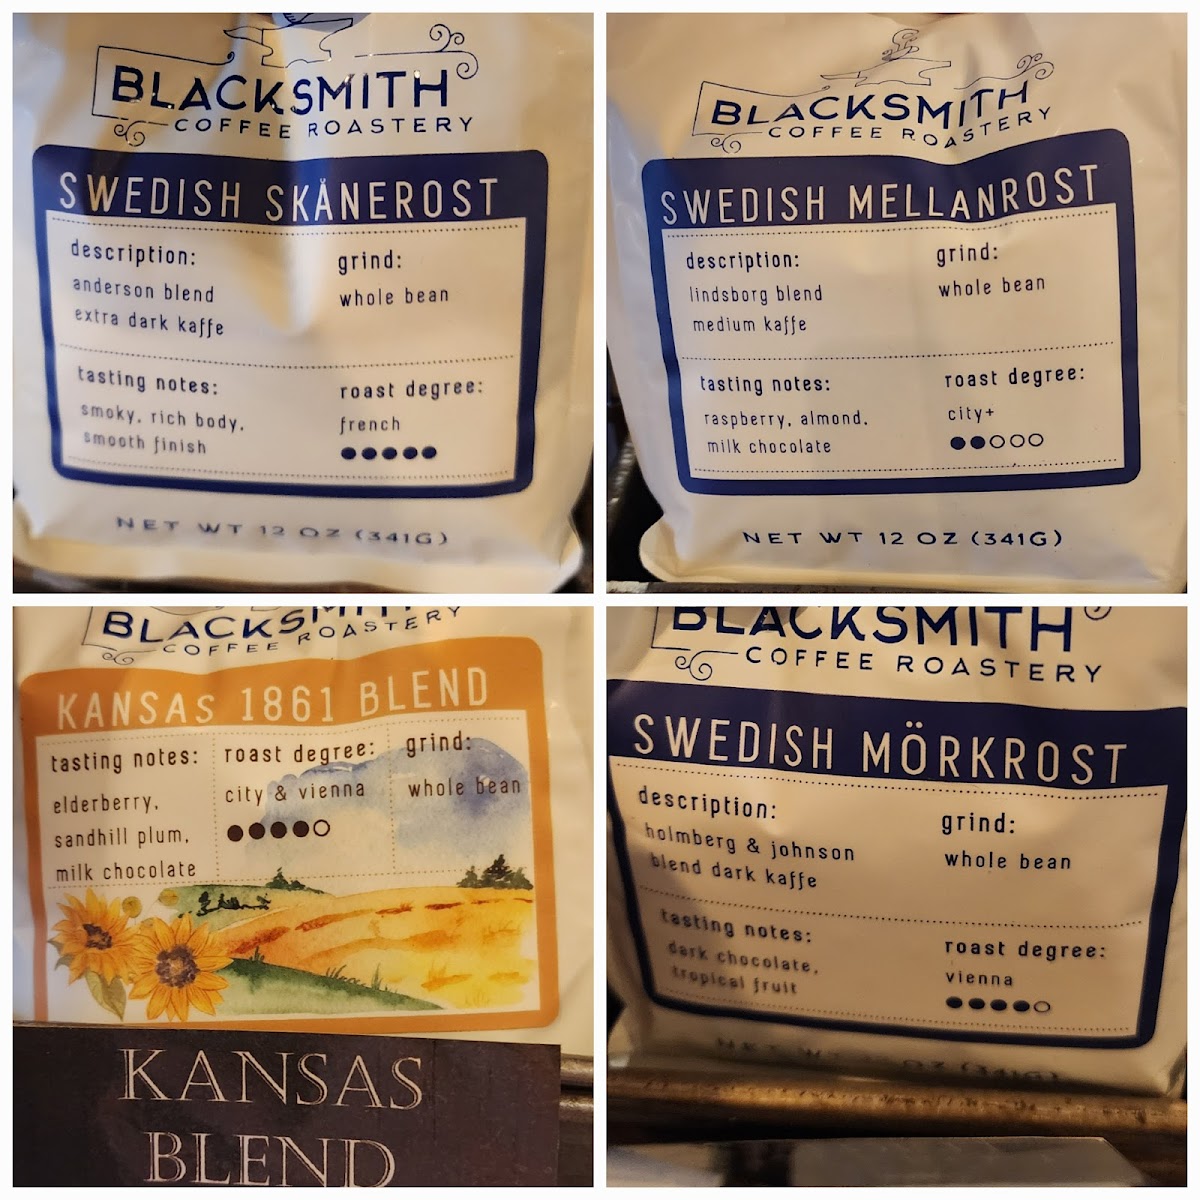 BLACKSMITH
COFFEE ROASTERY
SWEDISH SKÅNEROST
description:
anderson blend
extra dark kaffe
grind:
whole bean
tasting notes:
smoky, rich body,
smooth finish
roast degree:
french
NET WT 12 OZ (341G)
BLACKSMITH
COFFEE ROASTERY
SWEDISH MELLANROST
description:
lindsborg blend
medium kaffe
grind:
whole bean
tasting notes:
raspberry, almond,
milk chocolate
roast degree:
city+
NET WT 12 OZ (341G)
BLACKSMITH
COFFEE ROASTERY
KANSAS 1861 BLEND
tasting notes:
elderberry,
sandhill plum,
milk chocolate
roast degree:
city & vienna
grind:
whole bean
KANSAS
BLEND
BLACKSMITH
COFFEE ROASTERY
SWEDISH MÖRKROST
description:
holmberg & johnson
blend dark kaffe
grind:
whole bean
tasting notes:
dark chocolate,
tropical fruit
roast degree:
vienna
NET WT OZ (341G)